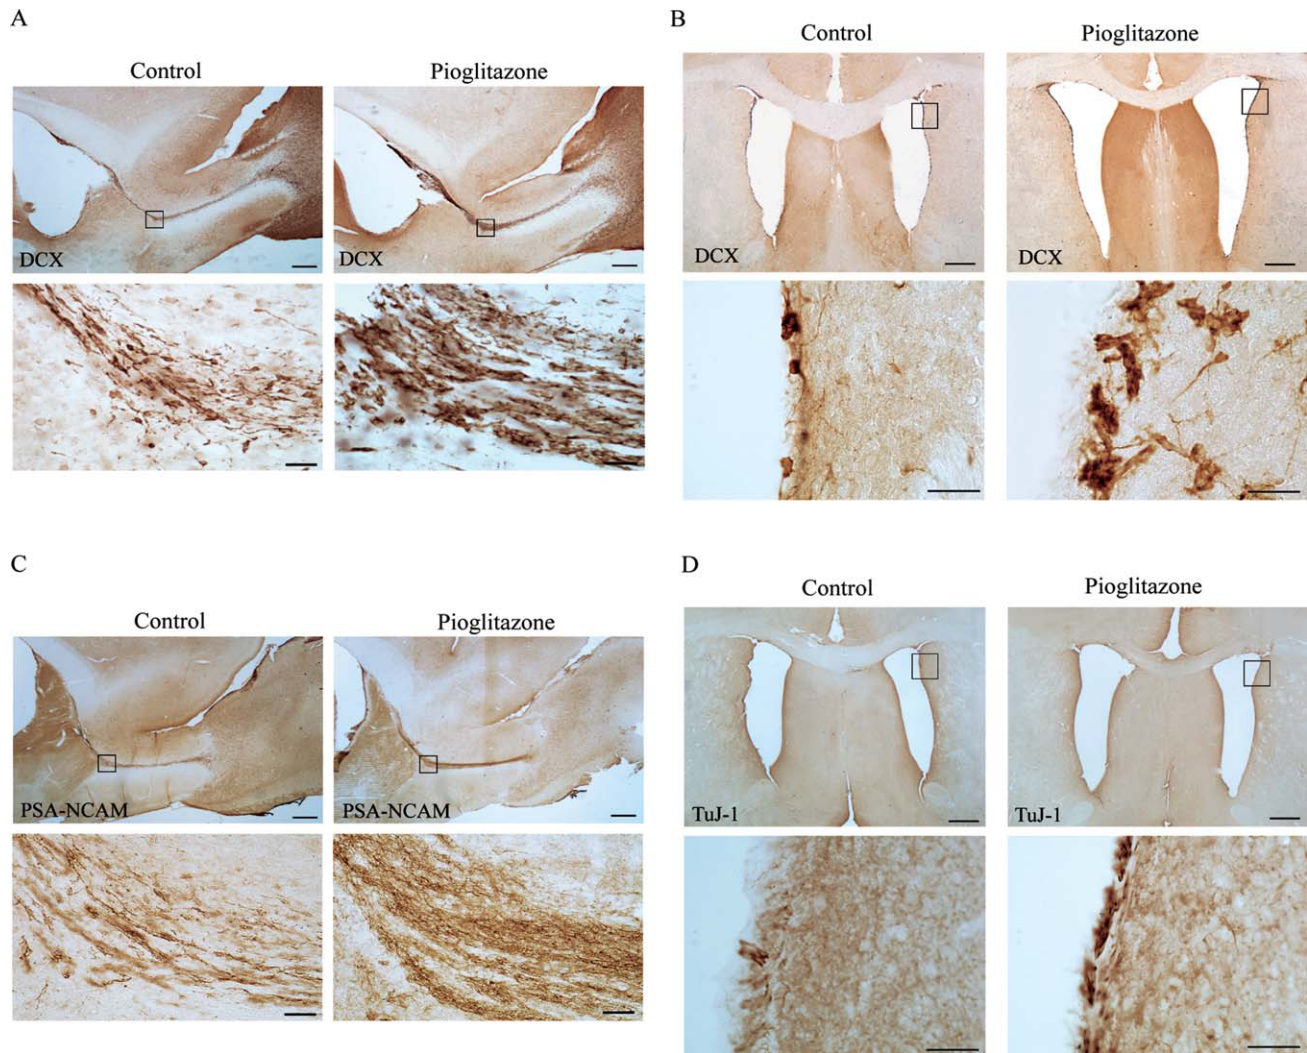 A
Control
Pioglitazone
DCX
DCX
B
Control
Pioglitazone
DCX
DCX
C
Control
Pioglitazone
PSA-NCAM
PSA-NCAM
D
Control
Pioglitazone
TuJ-1
TuJ-1